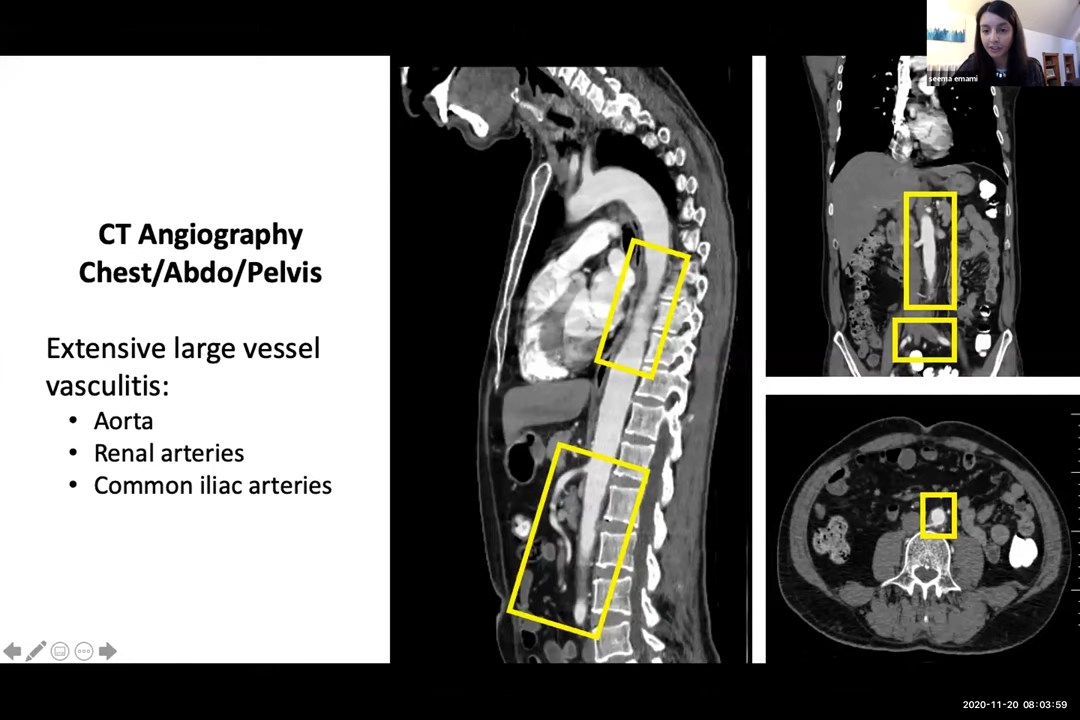 seema emami
CT Angiography
Chest/Abdo/Pelvis
Extensive large vessel
vasculitis:
• Aorta
• Renal arteries
• Common iliac arteries
2020-11-20 08:03:59